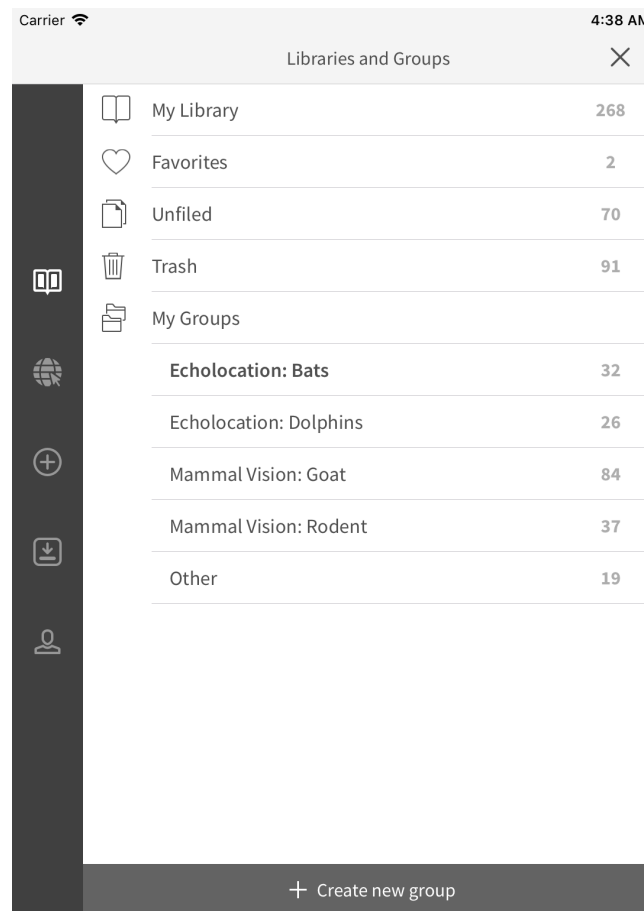 Carrier 4:38 AM
Libraries and Groups
My Library 268
Favorites 2
Unfiled 70
Trash 91
My Groups
Echolocation: Bats 32
Echolocation: Dolphins 26
Mammal Vision: Goat 84
Mammal Vision: Rodent 37
Other 19
Create new group